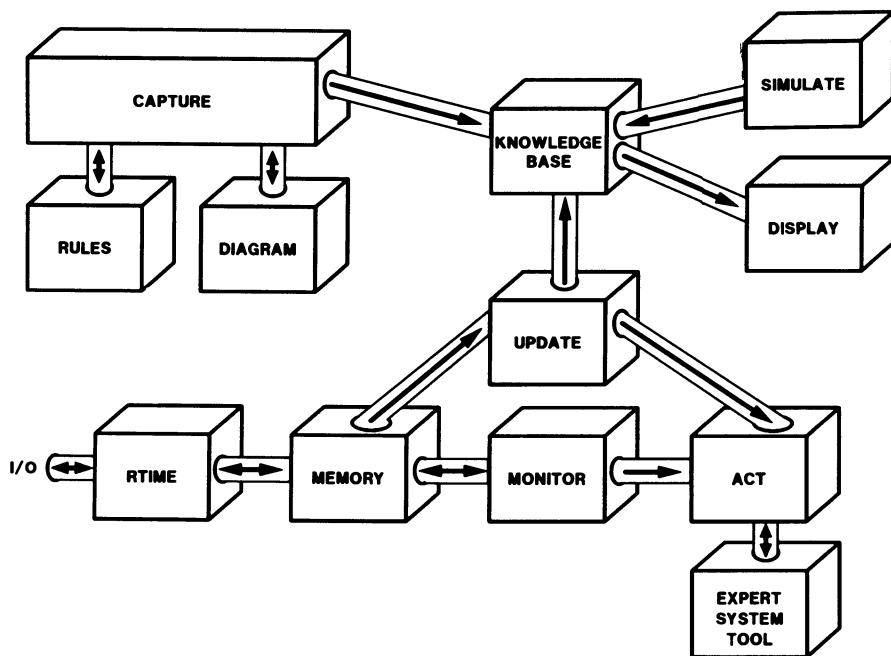 CAPTURE
SIMULATE
KNOWLEDGE
BASE
RULES
DIAGRAM
DISPLAY
UPDATE
I/O
RTIME
MEMORY
MONITOR
ACT
EXPERT
SYSTEM
TOOL